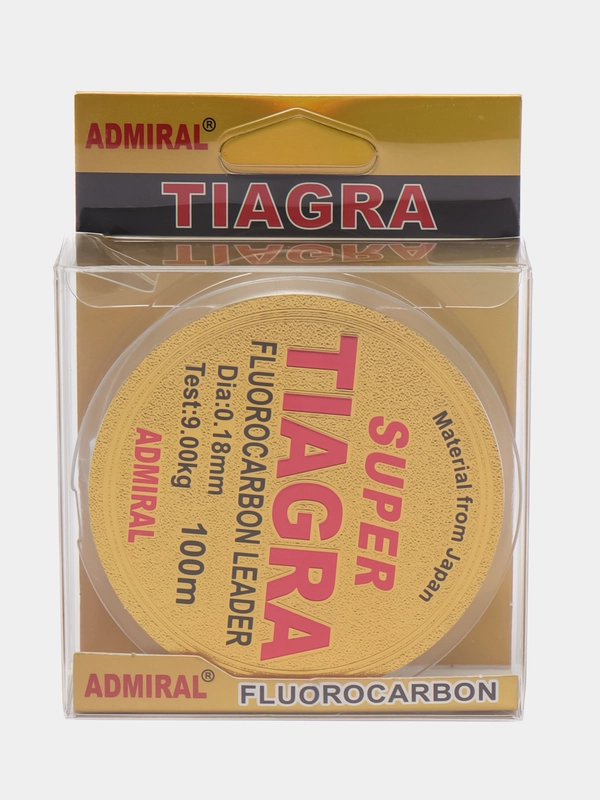 ADMIRAL®
TIAGRA
Material from Japan
SUPER
TIAGRA
FLUOROCARBON LEADER
Dia:0.18mm
Test:9.00kg
100m
ADMIRAL
ADMIRAL®
FLUOROCARBON